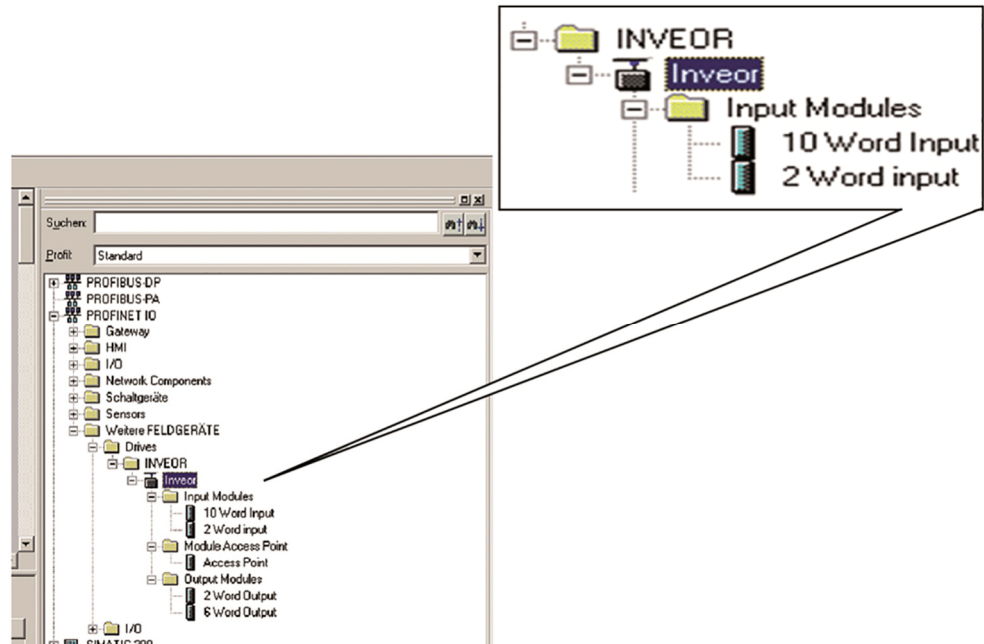 INVEOR
Inveor
Input Modules
10 Word Input
2 Word input
Suchen:
Profil: Standard
PROFIBUS-DP
PROFIBUS-PA
PROFINET IO
Gateway
HMI
I/O
Network Components
Schaltgeräte
Sensors
Weitere FELDGERÄTE
Drives
INVEOR
Inveor
Input Modules
10 Word Input
2 Word input
Module Access Point
Access Point
Output Modules
2 Word Output
6 Word Output
I/O